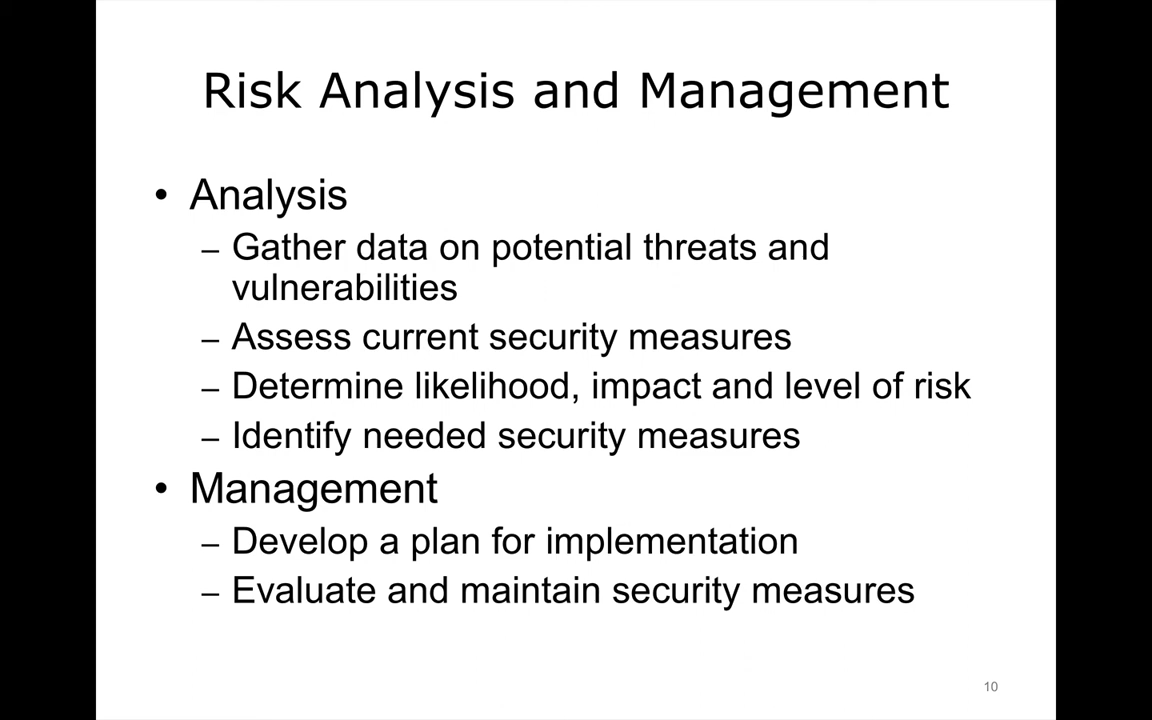 Risk Analysis and Management
• Analysis
– Gather data on potential threats and
vulnerabilities
– Assess current security measures
– Determine likelihood, impact and level of risk
– Identify needed security measures
• Management
– Develop a plan for implementation
– Evaluate and maintain security measures
10